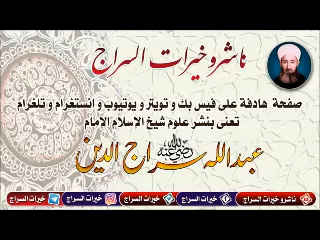 ناشرو خيرات السراج
صفحة هادفة على فيس بك و تويتر و يوتيوب و انستغرام و تلغرام
تعنى بنشر علوم شيخ الإسلام الإمام
عبدالله سراج الدين رضي الله عنه
ناشرو خيرات السراج خيرات السراج خيرات السراج خيرات السراج خيرات السراج